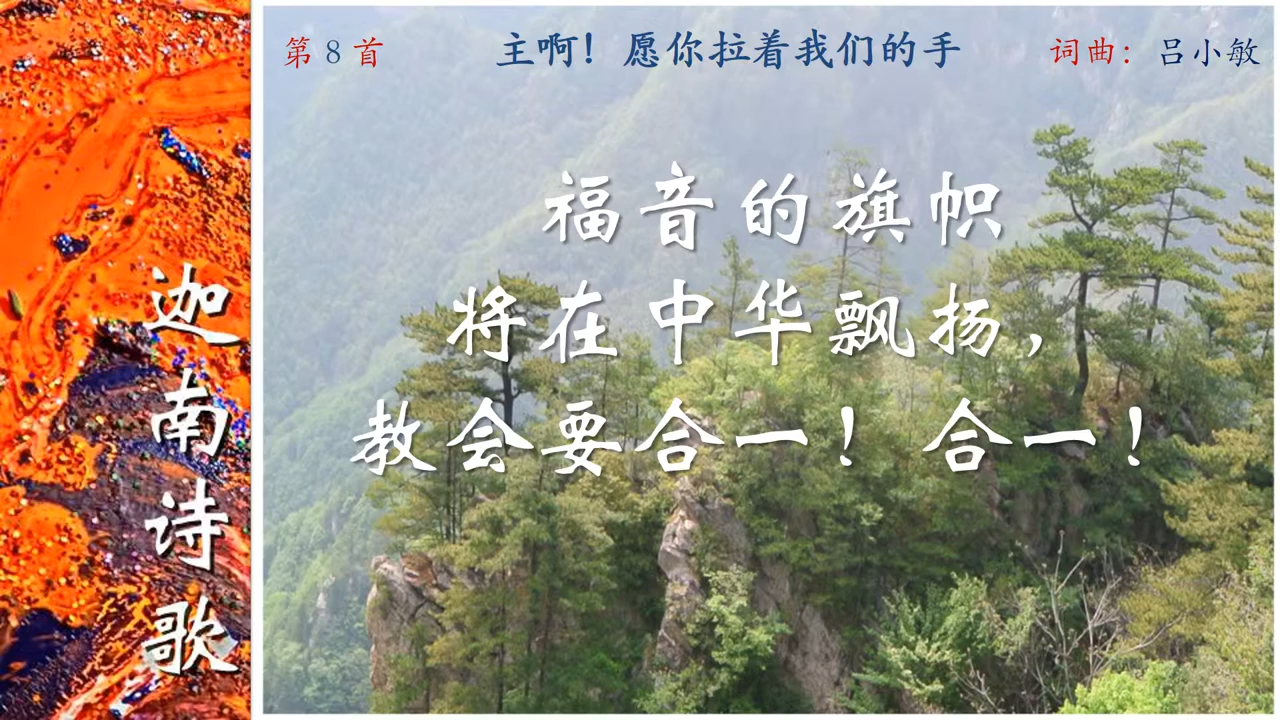 第8首 主啊！愿你拉着我们的手 词曲：吕小敏
福音的旗帜
将在中华飘扬，
教会要合一！合一！
迦南诗歌